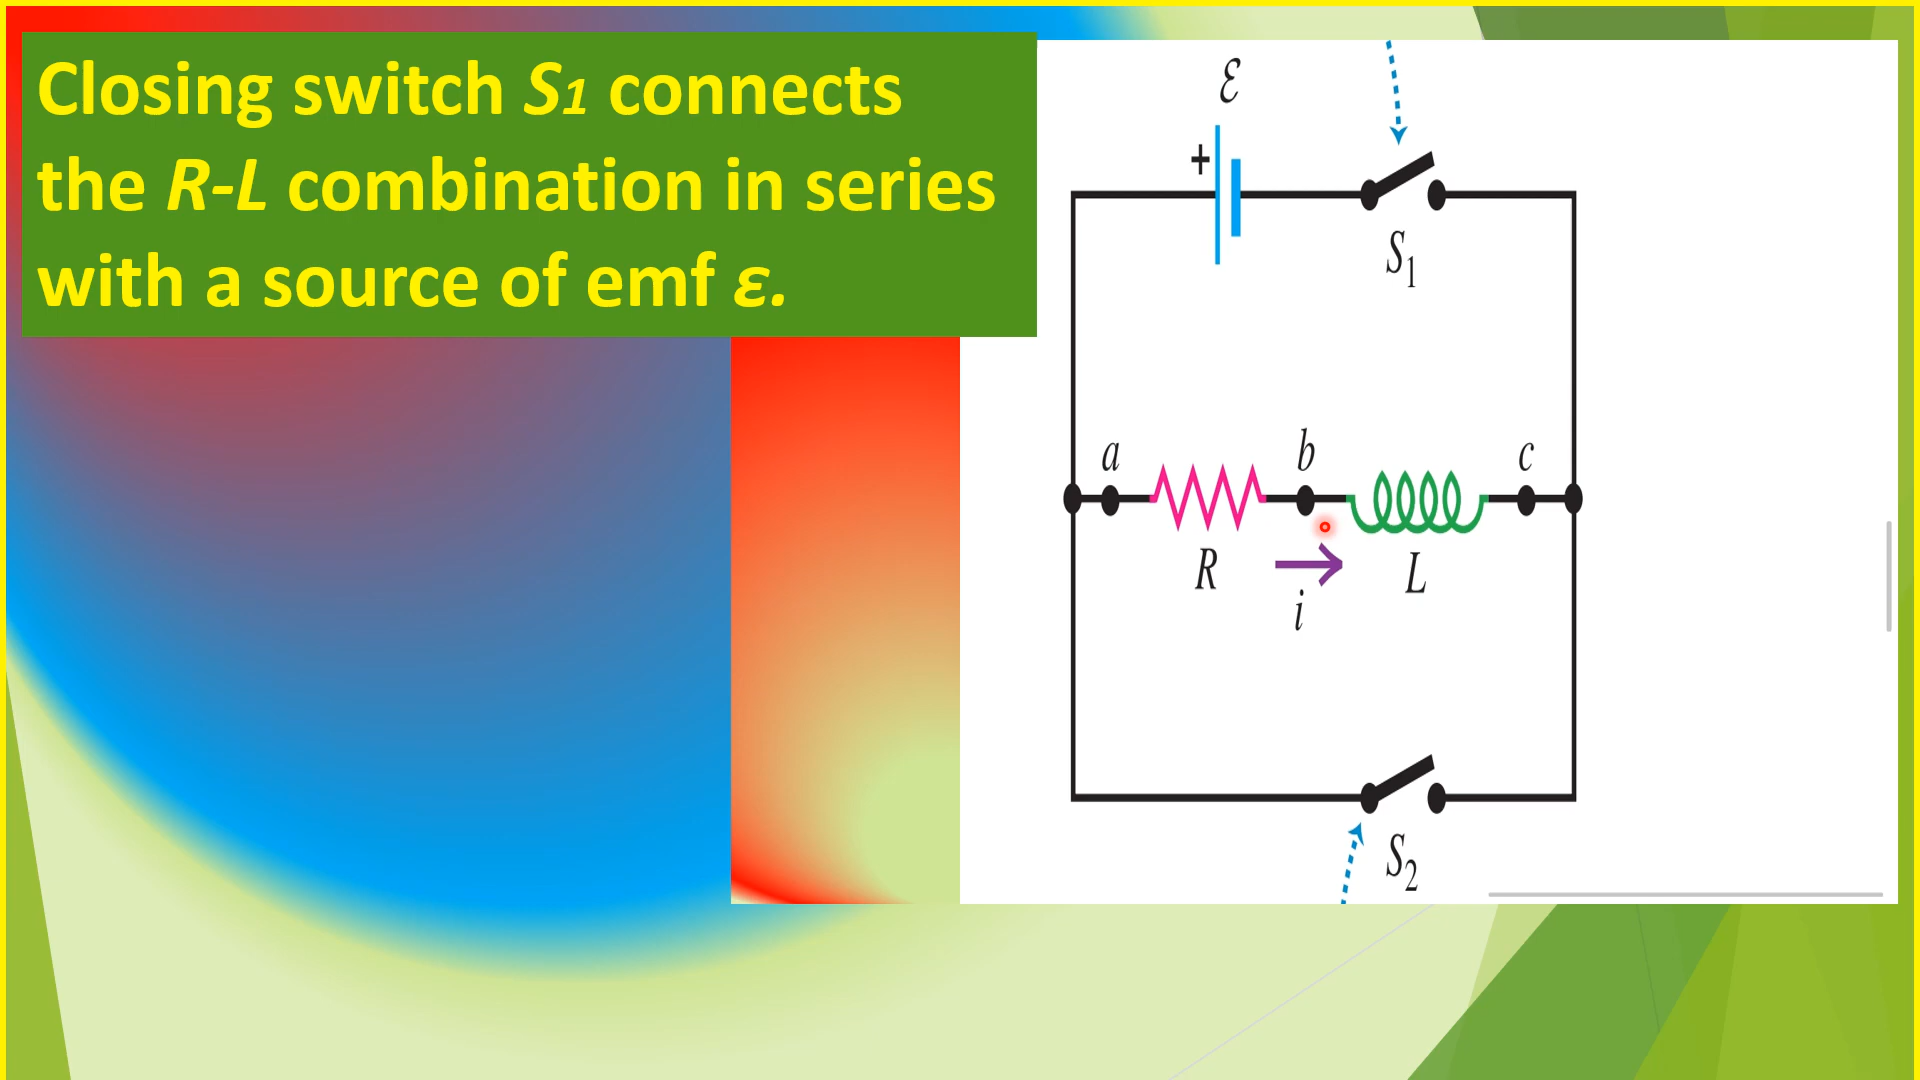 Closing switch S1 connects
the R-L combination in series
with a source of emf ε.
ℰ
+
S1
a b c
R L
i
S2